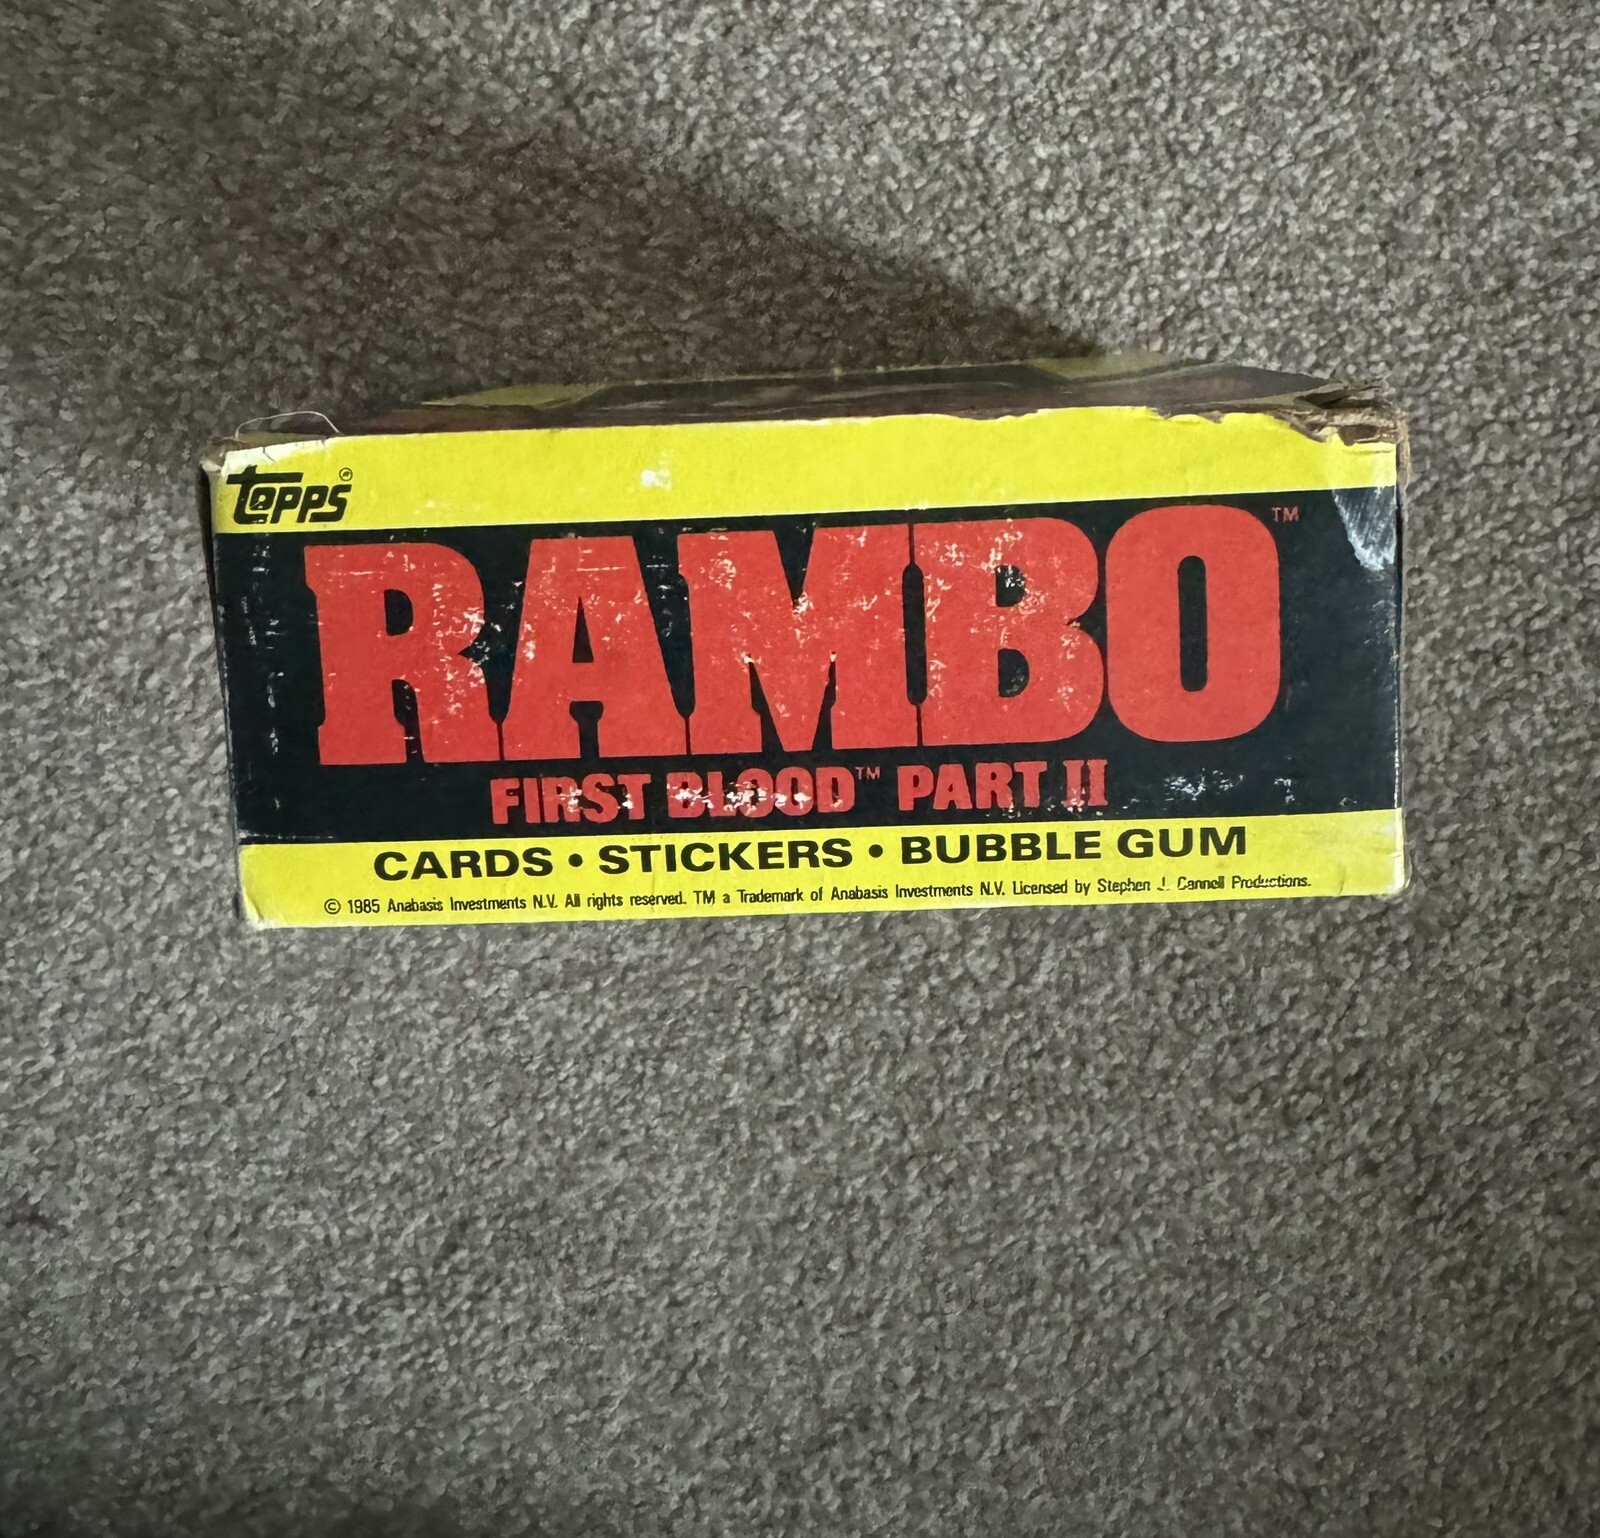 topps®
RAMBO™
FIRST BLOOD™ PART II
CARDS • STICKERS • BUBBLE GUM
© 1985 Anabasis Investments N.V. All rights reserved. TM a Trademark of Anabasis Investments N.V. Licensed by Stephen J. Cannell Productions.